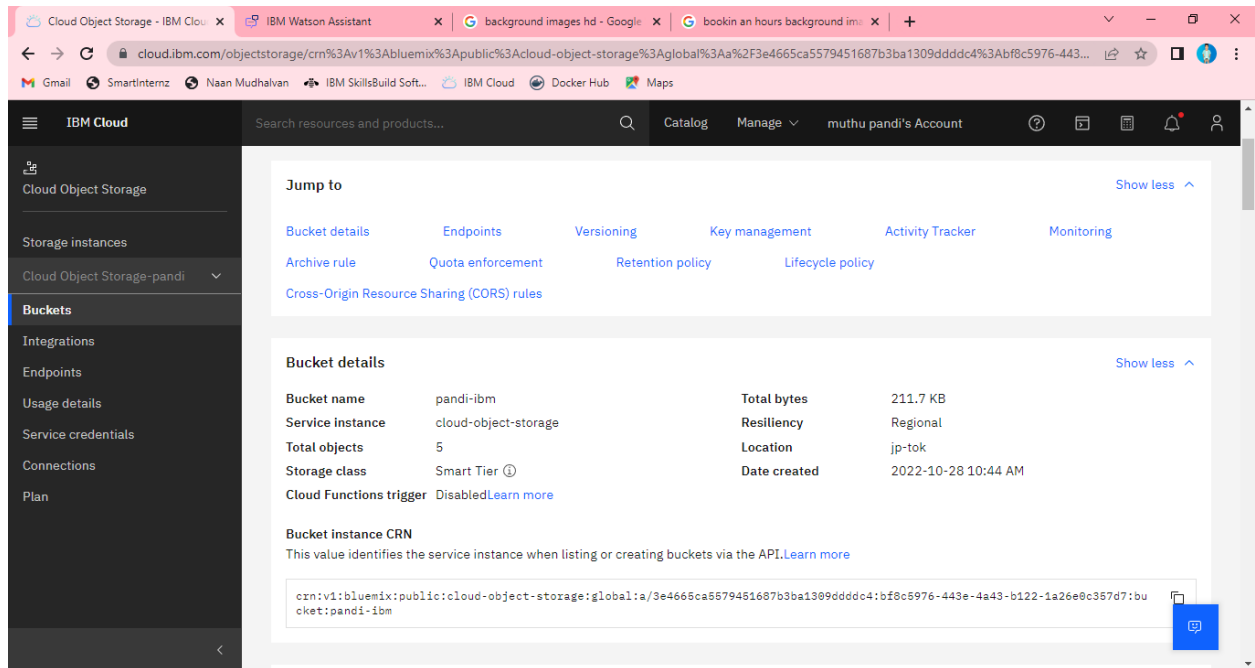 Cloud Object Storage - IBM Clou
IBM Watson Assistant
background images hd - Google
bookin an hours background ima
cloud.ibm.com/objectstorage/crn%3Av1%3Abluemix%3Apublic%3Acloud-object-storage%3Aglobal%3Aa%2F3e4665ca5579451687b3ba1309ddddc4%3Abf8c5976-443...
Gmail
SmartInternz
Naan Mudhalvan
IBM SkillsBuild Soft...
IBM Cloud
Docker Hub
Maps
IBM Cloud
Search resources and products...
Catalog
Manage
muthu pandi's Account
Cloud Object Storage
Storage instances
Cloud Object Storage-pandi
Buckets
Integrations
Endpoints
Usage details
Service credentials
Connections
Plan
Jump to
Show less
Bucket details Endpoints Versioning Key management Activity Tracker Monitoring
Archive rule Quota enforcement Retention policy Lifecycle policy
Cross-Origin Resource Sharing (CORS) rules
Bucket details
Show less
Bucket name pandi-ibm Total bytes 211.7 KB
Service instance cloud-object-storage Resiliency Regional
Total objects 5 Location jp-tok
Storage class Smart Tier Date created 2022-10-28 10:44 AM
Cloud Functions trigger DisabledLearn more
Bucket instance CRN
This value identifies the service instance when listing or creating buckets via the API.Learn more
crn:v1:bluemix:public:cloud-object-storage:global:a/3e4665ca5579451687b3ba1309ddddc4:bf8c5976-443e-4a43-b122-1a26e0c357d7:bu
cket:pandi-ibm